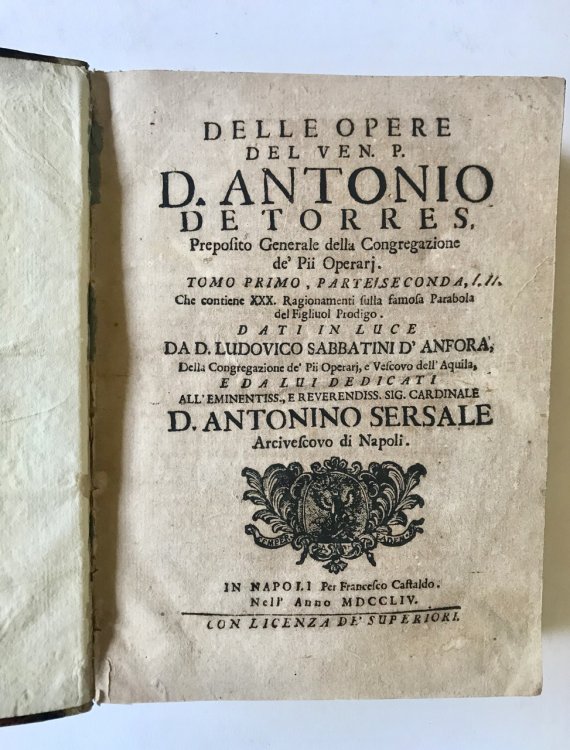 DELLE OPERE
DEL VEN. P.
D. ANTONIO
DE TORRES,
Preposito Generale della Congregazione
de' Pii Operarj.
TOMO PRIMO, PARTE SECONDA, I. II.
Che contiene XXX. Ragionamenti ſulla famoſa Parabola
del Figliuol Prodigo.
DATI IN LUCE
DA D. LUDOVICO SABBATINI D' ANFORA,
Della Congregazione de' Pii Operarj, e Veſcovo dell' Aquila,
E DA LUI DEDICATI
ALL' EMINENTISS., E REVERENDISS. SIG. CARDINALE
D. ANTONINO SERSALE
Arciveſcovo di Napoli.
SEMPER
IN NAPOLI Per Franceſco Caſtaldo.
Nell' Anno MDCCLIV.
CON LICENZA DE' SUPERIORI.